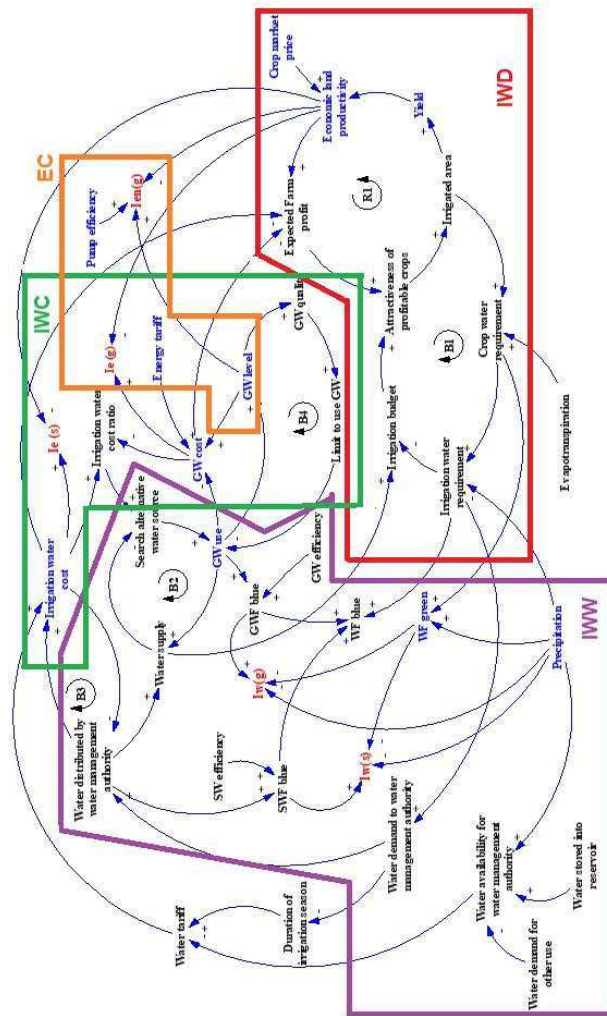 Crop market
price
IWD
Economic land
productivity
Yield
EC
Pump efficiency
Ien(g)
Expected Farm
profit
R1
Irrigated area
IWC
Ie (g)
Energy tariff
GW level
GW quality
Attractiveness of
profitable crops
Crop water
requirement
B1
Ie (s)
Irrigation water
cost ratio
GW cost
B4
Limit to use GW
Irrigation budget
Irrigation water
requirement
Evapotranspiration
Irrigation water
cost
Search alternative
water source
GW use
GW efficiency
B2
GWF blue
WF blue
WF green
Precipitation
IWW
B3
Water supply
Iw(g)
Water distributed by
water management
authority
SW efficiency
SWF blue
Iw(s)
Water demand to water
management authority
Water availability for
water management
authority
Water stored into
reservoir
Water tariff
Duration of
irrigation season
Water demand for
other use